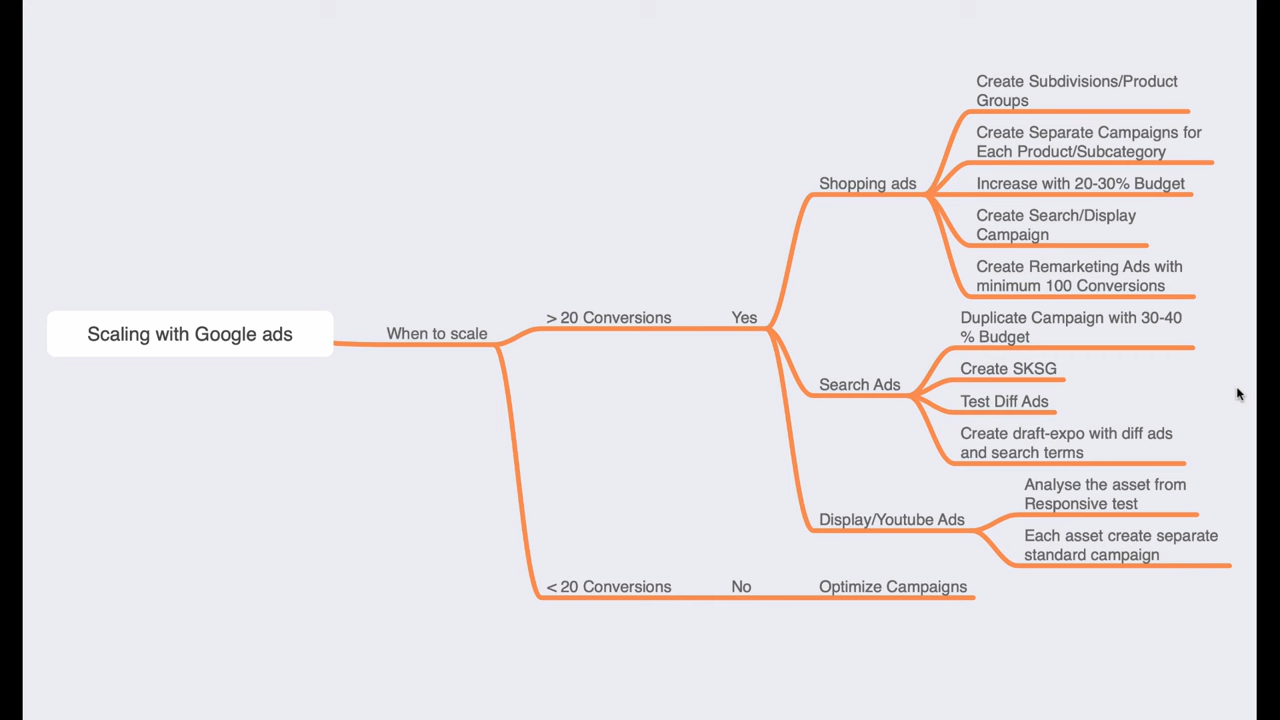 Scaling with Google ads
When to scale
> 20 Conversions
Yes
Shopping ads
Create Subdivisions/Product
Groups
Create Separate Campaigns for
Each Product/Subcategory
Increase with 20-30% Budget
Create Search/Display
Campaign
Create Remarketing Ads with
minimum 100 Conversions
Search Ads
Duplicate Campaign with 30-40
% Budget
Create SKSG
Test Diff Ads
Create draft-expo with diff ads
and search terms
Display/Youtube Ads
Analyse the asset from
Responsive test
Each asset create separate
standard campaign
< 20 Conversions
No
Optimize Campaigns